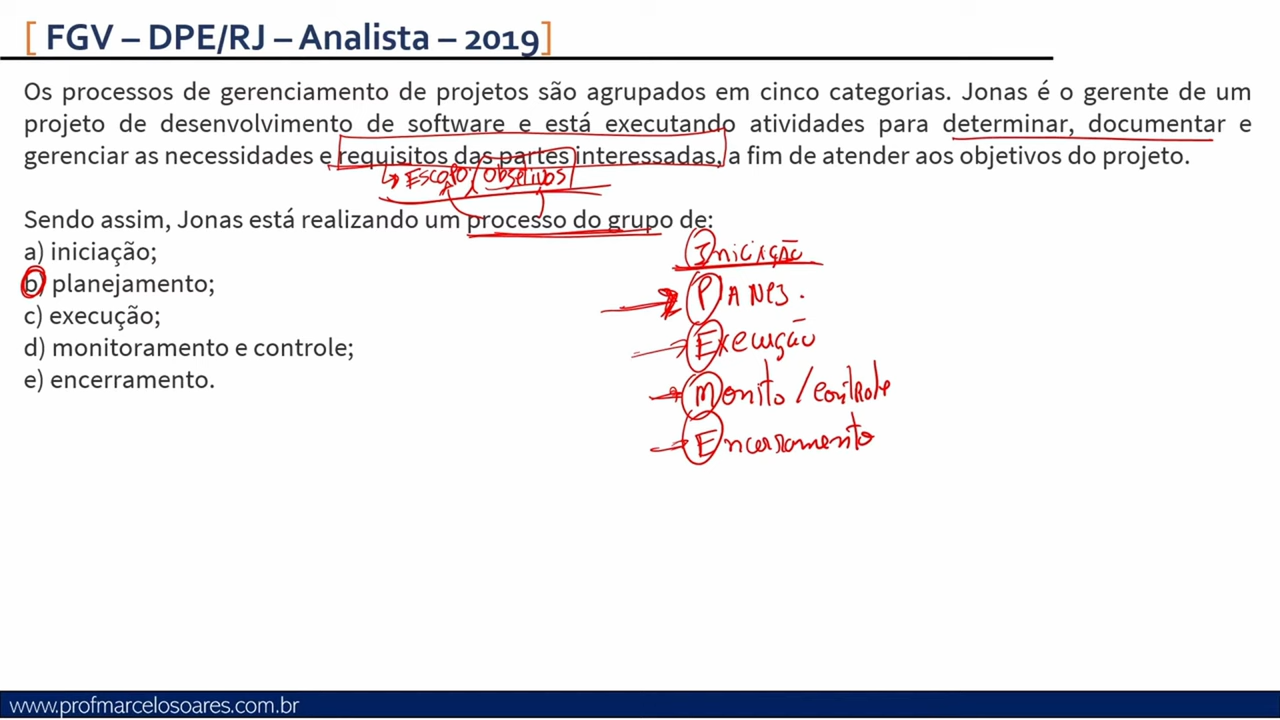 [ FGV – DPE/RJ – Analista – 2019]
Os processos de gerenciamento de projetos são agrupados em cinco categorias. Jonas é o gerente de um
projeto de desenvolvimento de software e está executando atividades para determinar, documentar e
gerenciar as necessidades e requisitos das partes interessadas, a fim de atender aos objetivos do projeto.
Escopo / Objetivos
Sendo assim, Jonas está realizando um processo do grupo de:
a) iniciação;
b) planejamento;
c) execução;
d) monitoramento e controle;
e) encerramento.
Iniciação
Execução
Monito/controle
Encerramento
www.profmarcelosoares.com.br